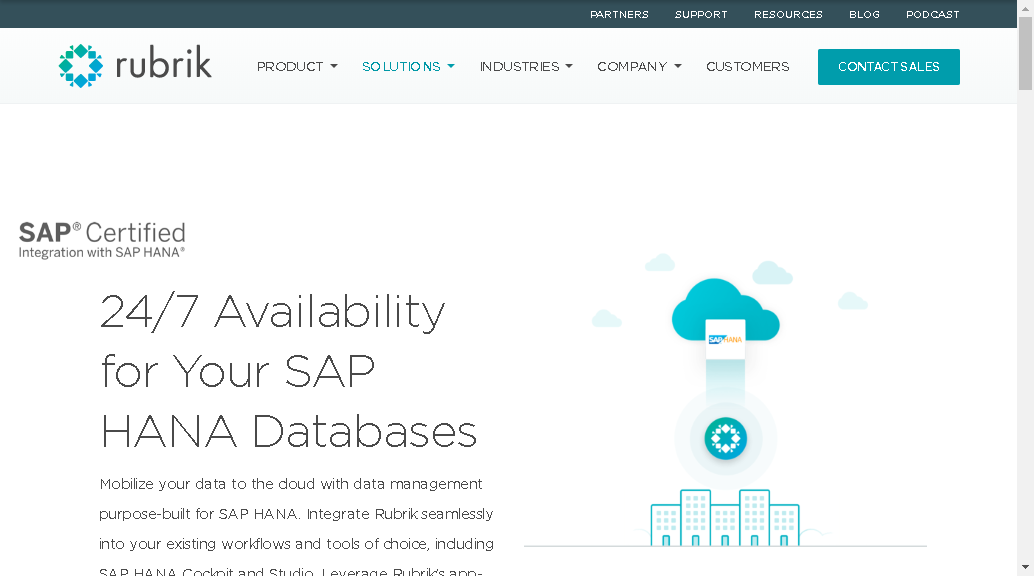 PARTNERS SUPPORT RESOURCES BLOG PODCAST
rubrik PRODUCT SOLUTIONS INDUSTRIES COMPANY CUSTOMERS CONTACT SALES
SAP® Certified
Integration with SAP HANA®
24/7 Availability
for Your SAP
HANA Databases
Mobilize your data to the cloud with data management
purpose-built for SAP HANA. Integrate Rubrik seamlessly
into your existing workflows and tools of choice, including
SAP HANA Cockpit and Studio. Leverage Rubrik's app-
SAP HANA